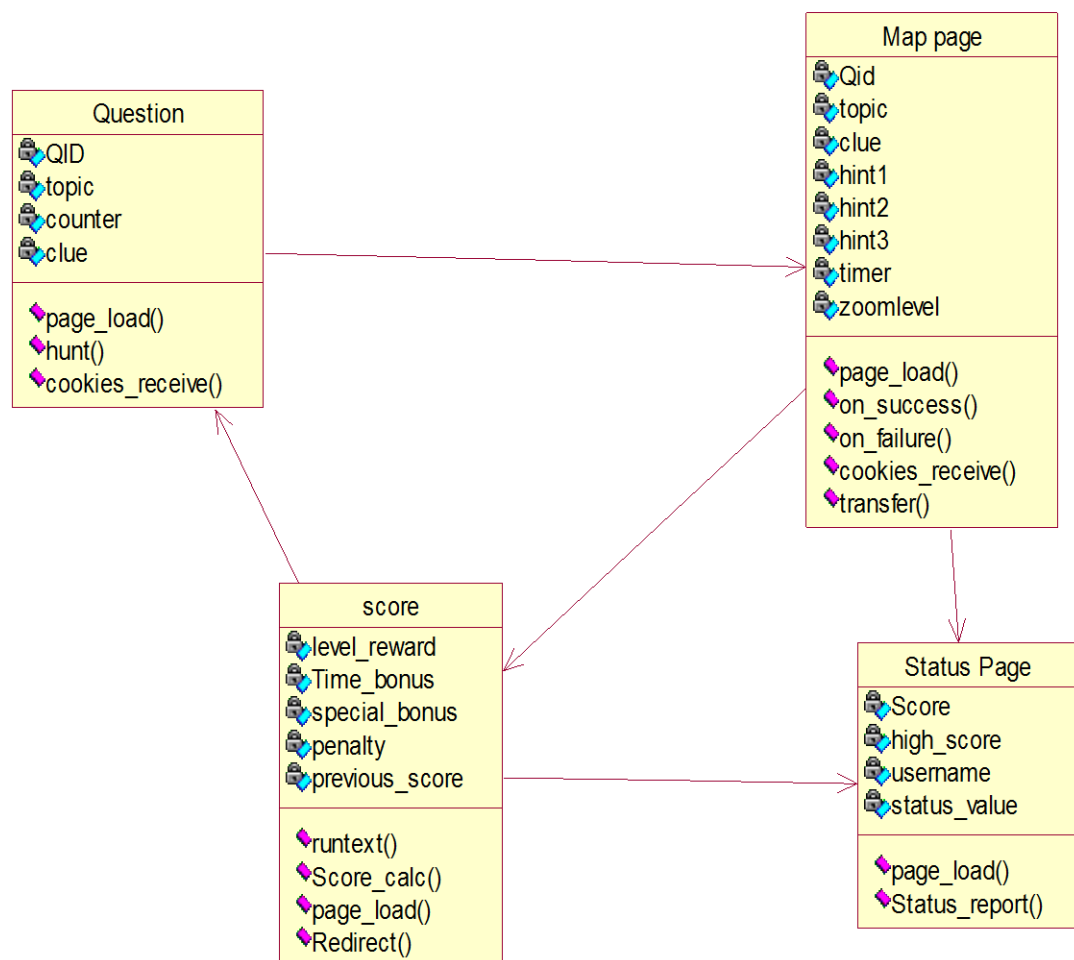 Question
QID
topic
counter
clue
page_load()
hunt()
cookies_receive()
Map page
Qid
topic
clue
hint1
hint2
hint3
timer
zoomlevel
page_load()
on_success()
on_failure()
cookies_receive()
transfer()
score
level_reward
Time_bonus
special_bonus
penalty
previous_score
runtext()
Score_calc()
page_load()
Redirect()
Status Page
Score
high_score
username
status_value
page_load()
Status_report()